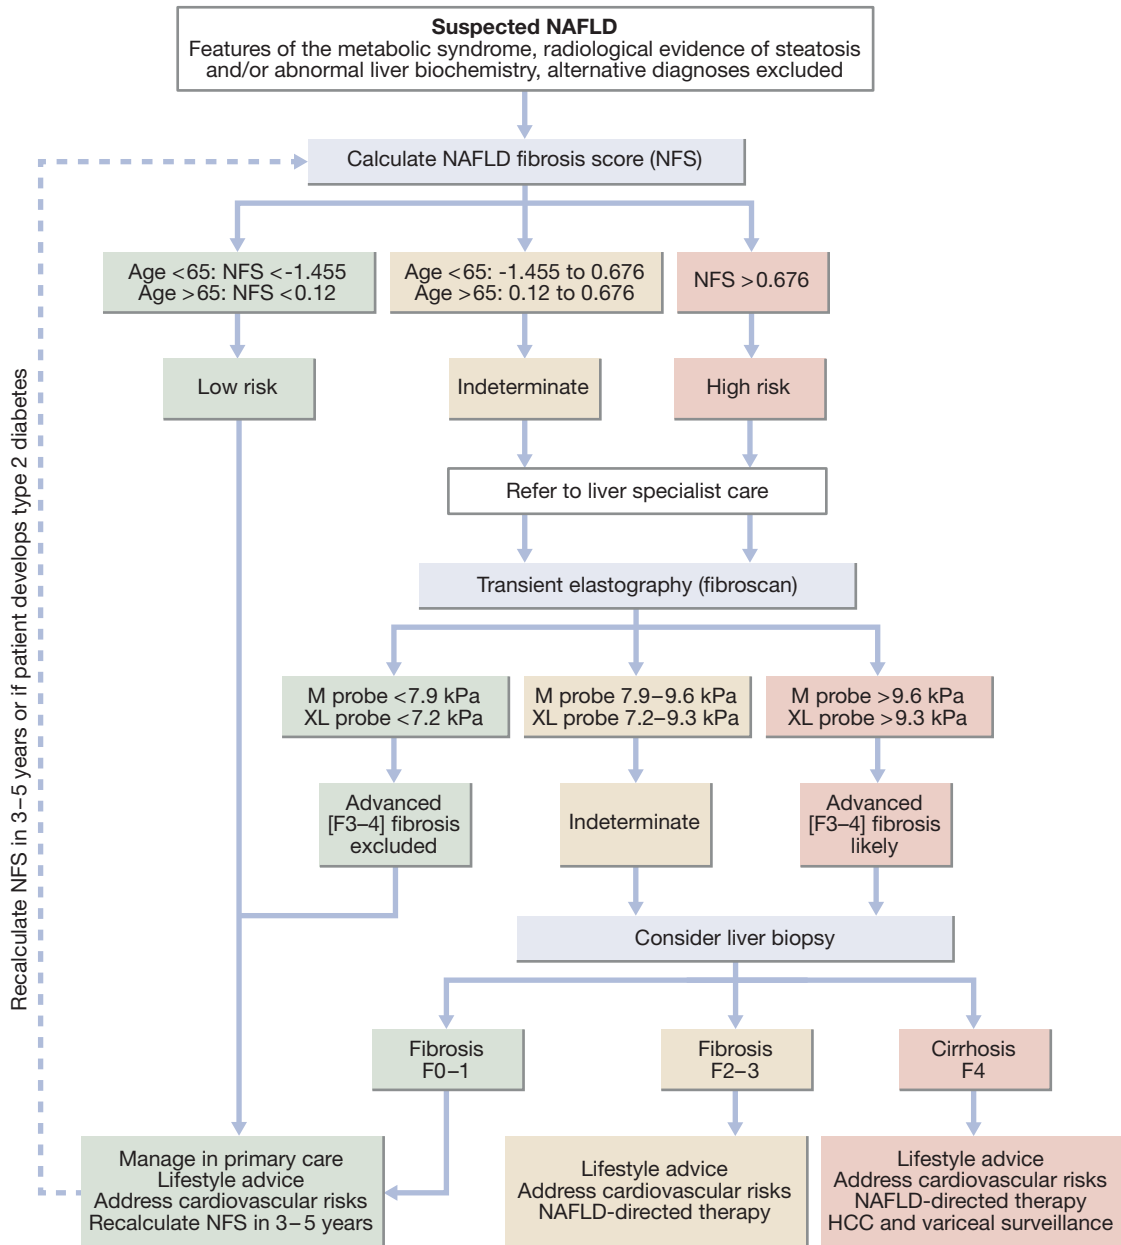 Suspected NAFLD
Features of the metabolic syndrome, radiological evidence of steatosis
and/or abnormal liver biochemistry, alternative diagnoses excluded
Calculate NAFLD fibrosis score (NFS)
Age <65: NFS <-1.455
Age >65: NFS <0.12
Age <65: -1.455 to 0.676
Age >65: 0.12 to 0.676
NFS >0.676
Low risk
Indeterminate
High risk
Refer to liver specialist care
Transient elastography (fibroscan)
M probe <7.9 kPa
XL probe <7.2 kPa
M probe 7.9–9.6 kPa
XL probe 7.2–9.3 kPa
M probe >9.6 kPa
XL probe >9.3 kPa
Advanced
[F3–4] fibrosis
excluded
Indeterminate
Advanced
[F3–4] fibrosis
likely
Consider liver biopsy
Fibrosis
F0–1
Fibrosis
F2–3
Cirrhosis
F4
Manage in primary care
Lifestyle advice
Address cardiovascular risks
Recalculate NFS in 3–5 years
Lifestyle advice
Address cardiovascular risks
NAFLD-directed therapy
Lifestyle advice
Address cardiovascular risks
NAFLD-directed therapy
HCC and variceal surveillance
Recalculate NFS in 3–5 years or if patient develops type 2 diabetes